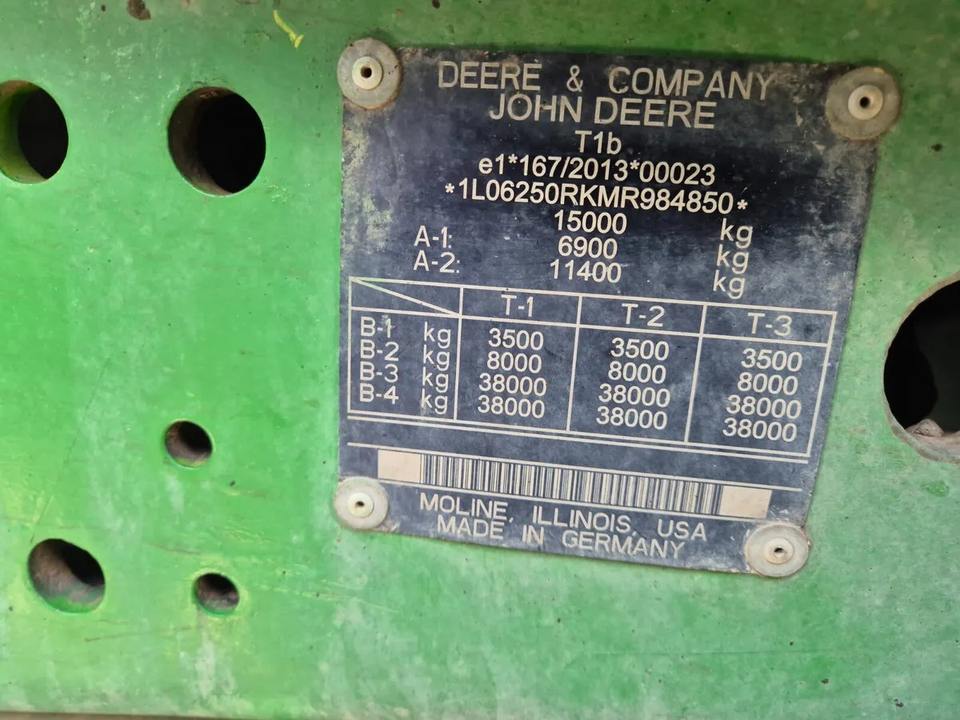 DEERE & COMPANY
JOHN DEERE
T1b
e1*167/2013*00023
*1L06250RKMR984850*
15000 kg
A-1: 6900 kg
A-2: 11400 kg
T-1 T-2 T-3
B-1 kg 3500 3500 3500
B-2 kg 8000 8000 8000
B-3 kg 38000 38000 38000
B-4 kg 38000 38000 38000
MOLINE, ILLINOIS, USA
MADE IN GERMANY